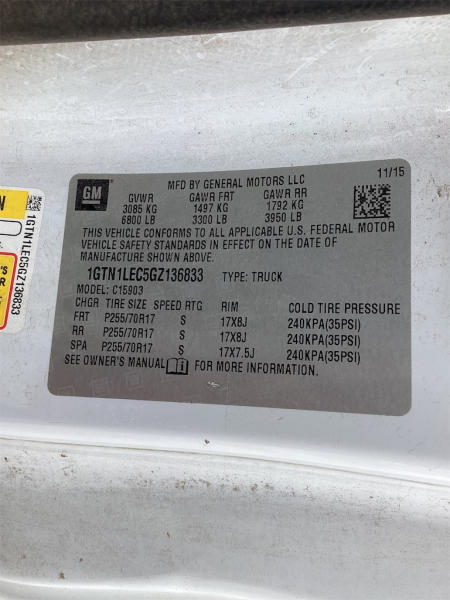 GM
MFD BY GENERAL MOTORS LLC
11/15
GVWR GAWR FRT GAWR RR
3085 KG 1497 KG 1792 KG
6800 LB 3300 LB 3950 LB
THIS VEHICLE CONFORMS TO ALL APPLICABLE U.S. FEDERAL MOTOR
VEHICLE SAFETY STANDARDS IN EFFECT ON THE DATE OF
MANUFACTURE SHOWN ABOVE.
1GTN1LEC5GZ136833 TYPE: TRUCK
MODEL: C15903
CHGR TIRE SIZE SPEED RTG RIM COLD TIRE PRESSURE
FRT P255/70R17 S 17X8J 240KPA(35PSI)
RR P255/70R17 S 17X8J 240KPA(35PSI)
SPA P255/70R17 S 17X7.5J 240KPA(35PSI)
SEE OWNER'S MANUAL FOR MORE INFORMATION.
1GTN1LEC5GZ136833